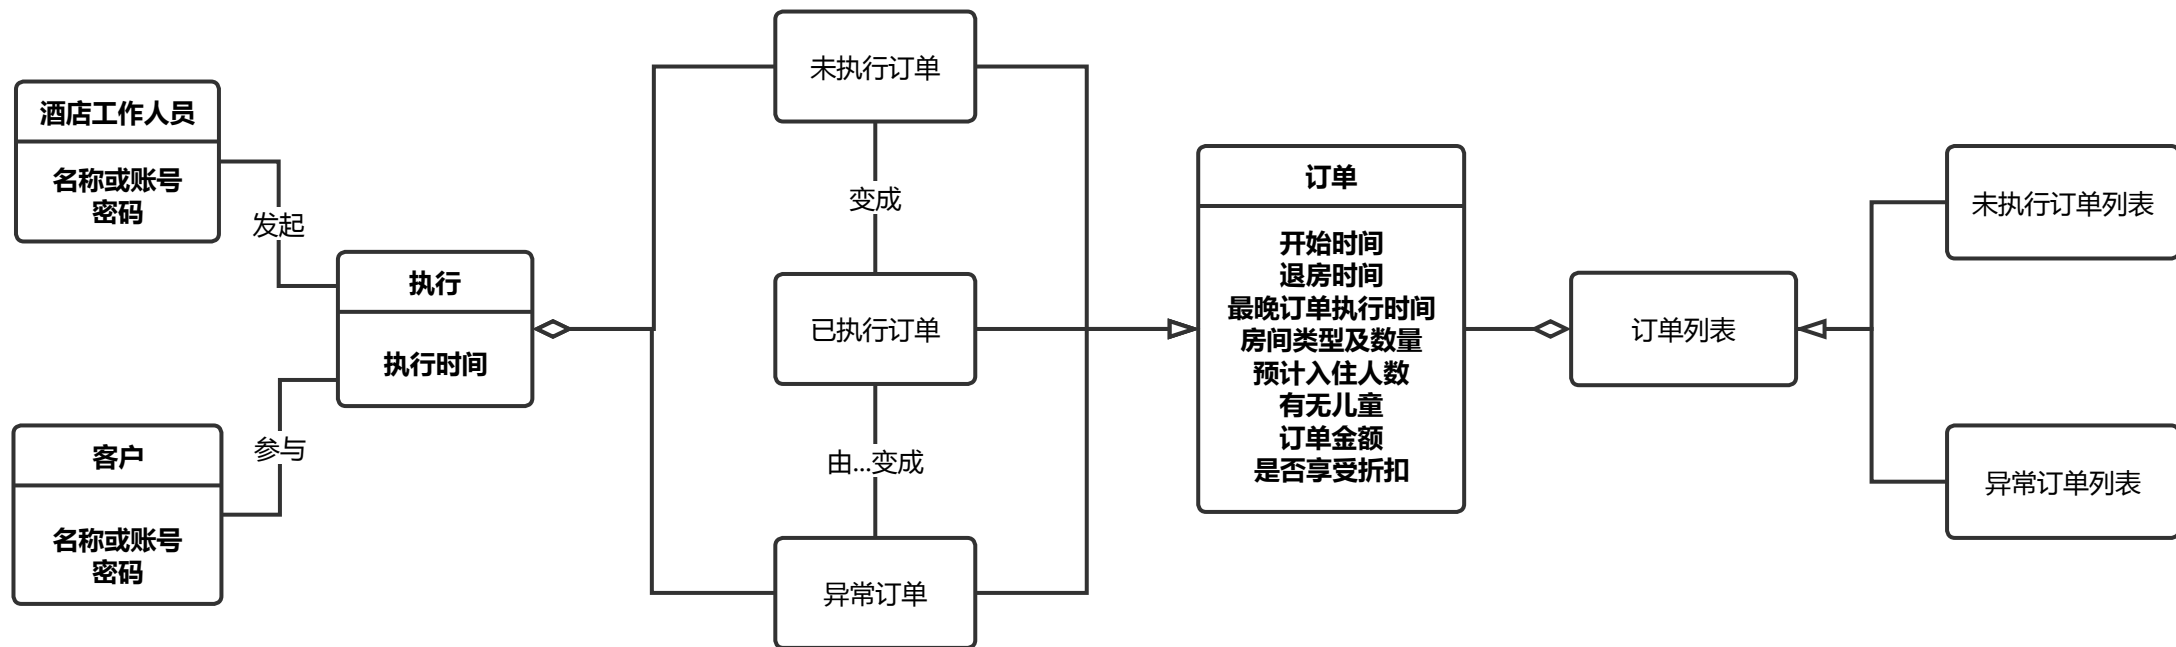 酒店工作人员
名称或账号
密码
发起
执行
执行时间
参与
客户
名称或账号
密码
未执行订单
变成
已执行订单
由...变成
异常订单
订单
开始时间
退房时间
最晚订单执行时间
房间类型及数量
预计入住人数
有无儿童
订单金额
是否享受折扣
订单列表
未执行订单列表
异常订单列表